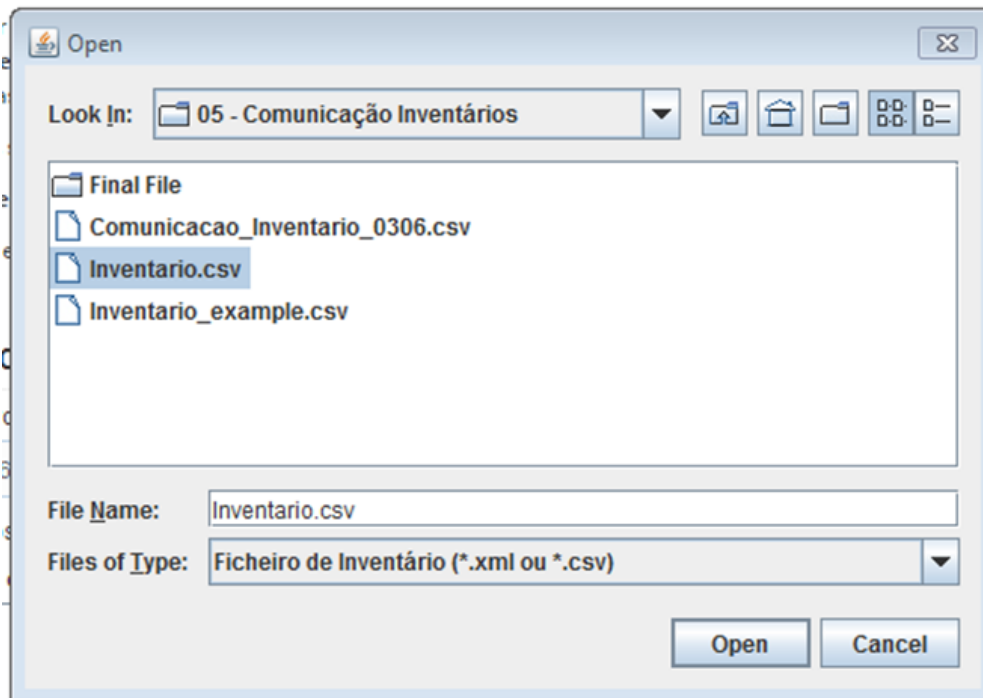 Open
Look In: 05 - Comunicação Inventários
Final File
Comunicacao_Inventario_0306.csv
Inventario.csv
Inventario_example.csv
File Name: Inventario.csv
Files of Type: Ficheiro de Inventário (*.xml ou *.csv)
Open Cancel